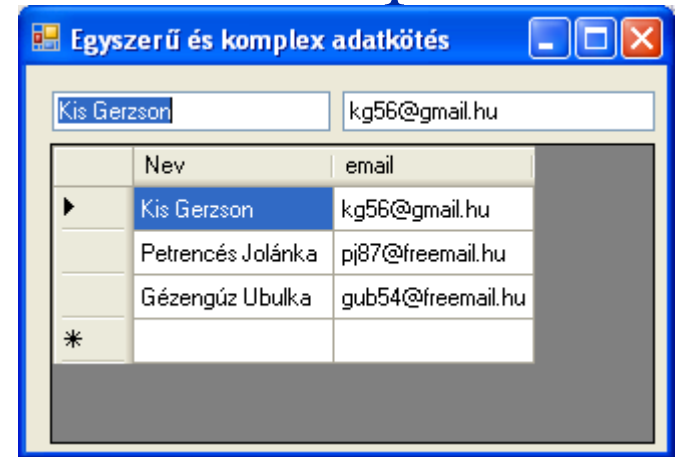 Egyszerű és komplex adatkötés
Kis Gerzson kg56@gmail.hu
Nev email
Kis Gerzson kg56@gmail.hu
Petrencés Jolánka pj87@freemail.hu
Gézengúz Ubulka gub54@freemail.hu